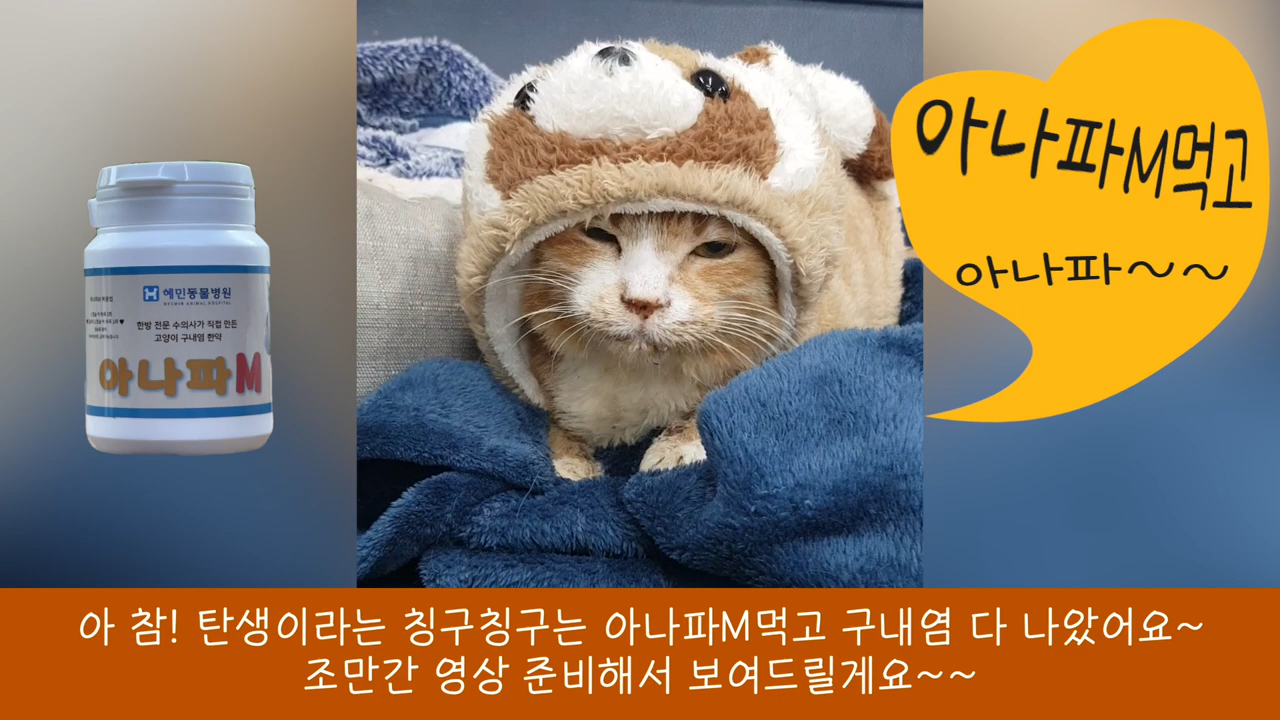 혜민동물병원
HYEMIN ANIMAL HOSPITAL
한방 전문 수의사가 직접 만든
고양이 구내염 한약
아나파M
아나파M먹고
아나파~~
아 참! 탄생이라는 칭구칭구는 아나파M먹고 구내염 다 나았어요~
조만간 영상 준비해서 보여드릴게요~~